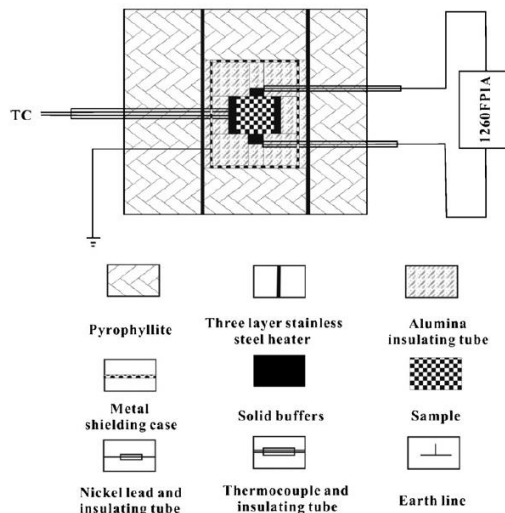 TC
1260FPIA
Pyrophyllite
Three layer stainless
steel heater
Alumina
insulating tube
Metal
shielding case
Solid buffers
Sample
Nickel lead and
insulating tube
Thermocouple and
insulating tube
Earth line